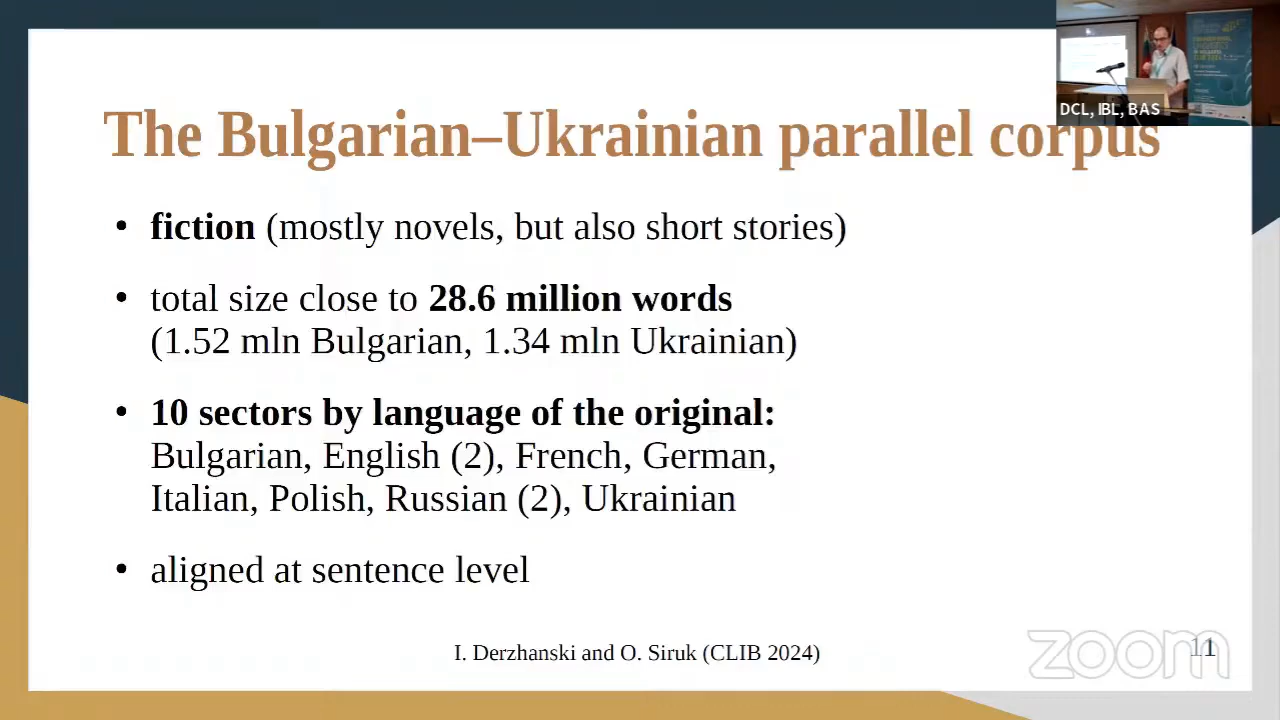 The Bulgarian–Ukrainian parallel corpus
• fiction (mostly novels, but also short stories)
• total size close to 28.6 million words
(1.52 mln Bulgarian, 1.34 mln Ukrainian)
• 10 sectors by language of the original:
Bulgarian, English (2), French, German,
Italian, Polish, Russian (2), Ukrainian
• aligned at sentence level
I. Derzhanski and O. Siruk (CLIB 2024)
11
zoom
DCL, IBL, BAS